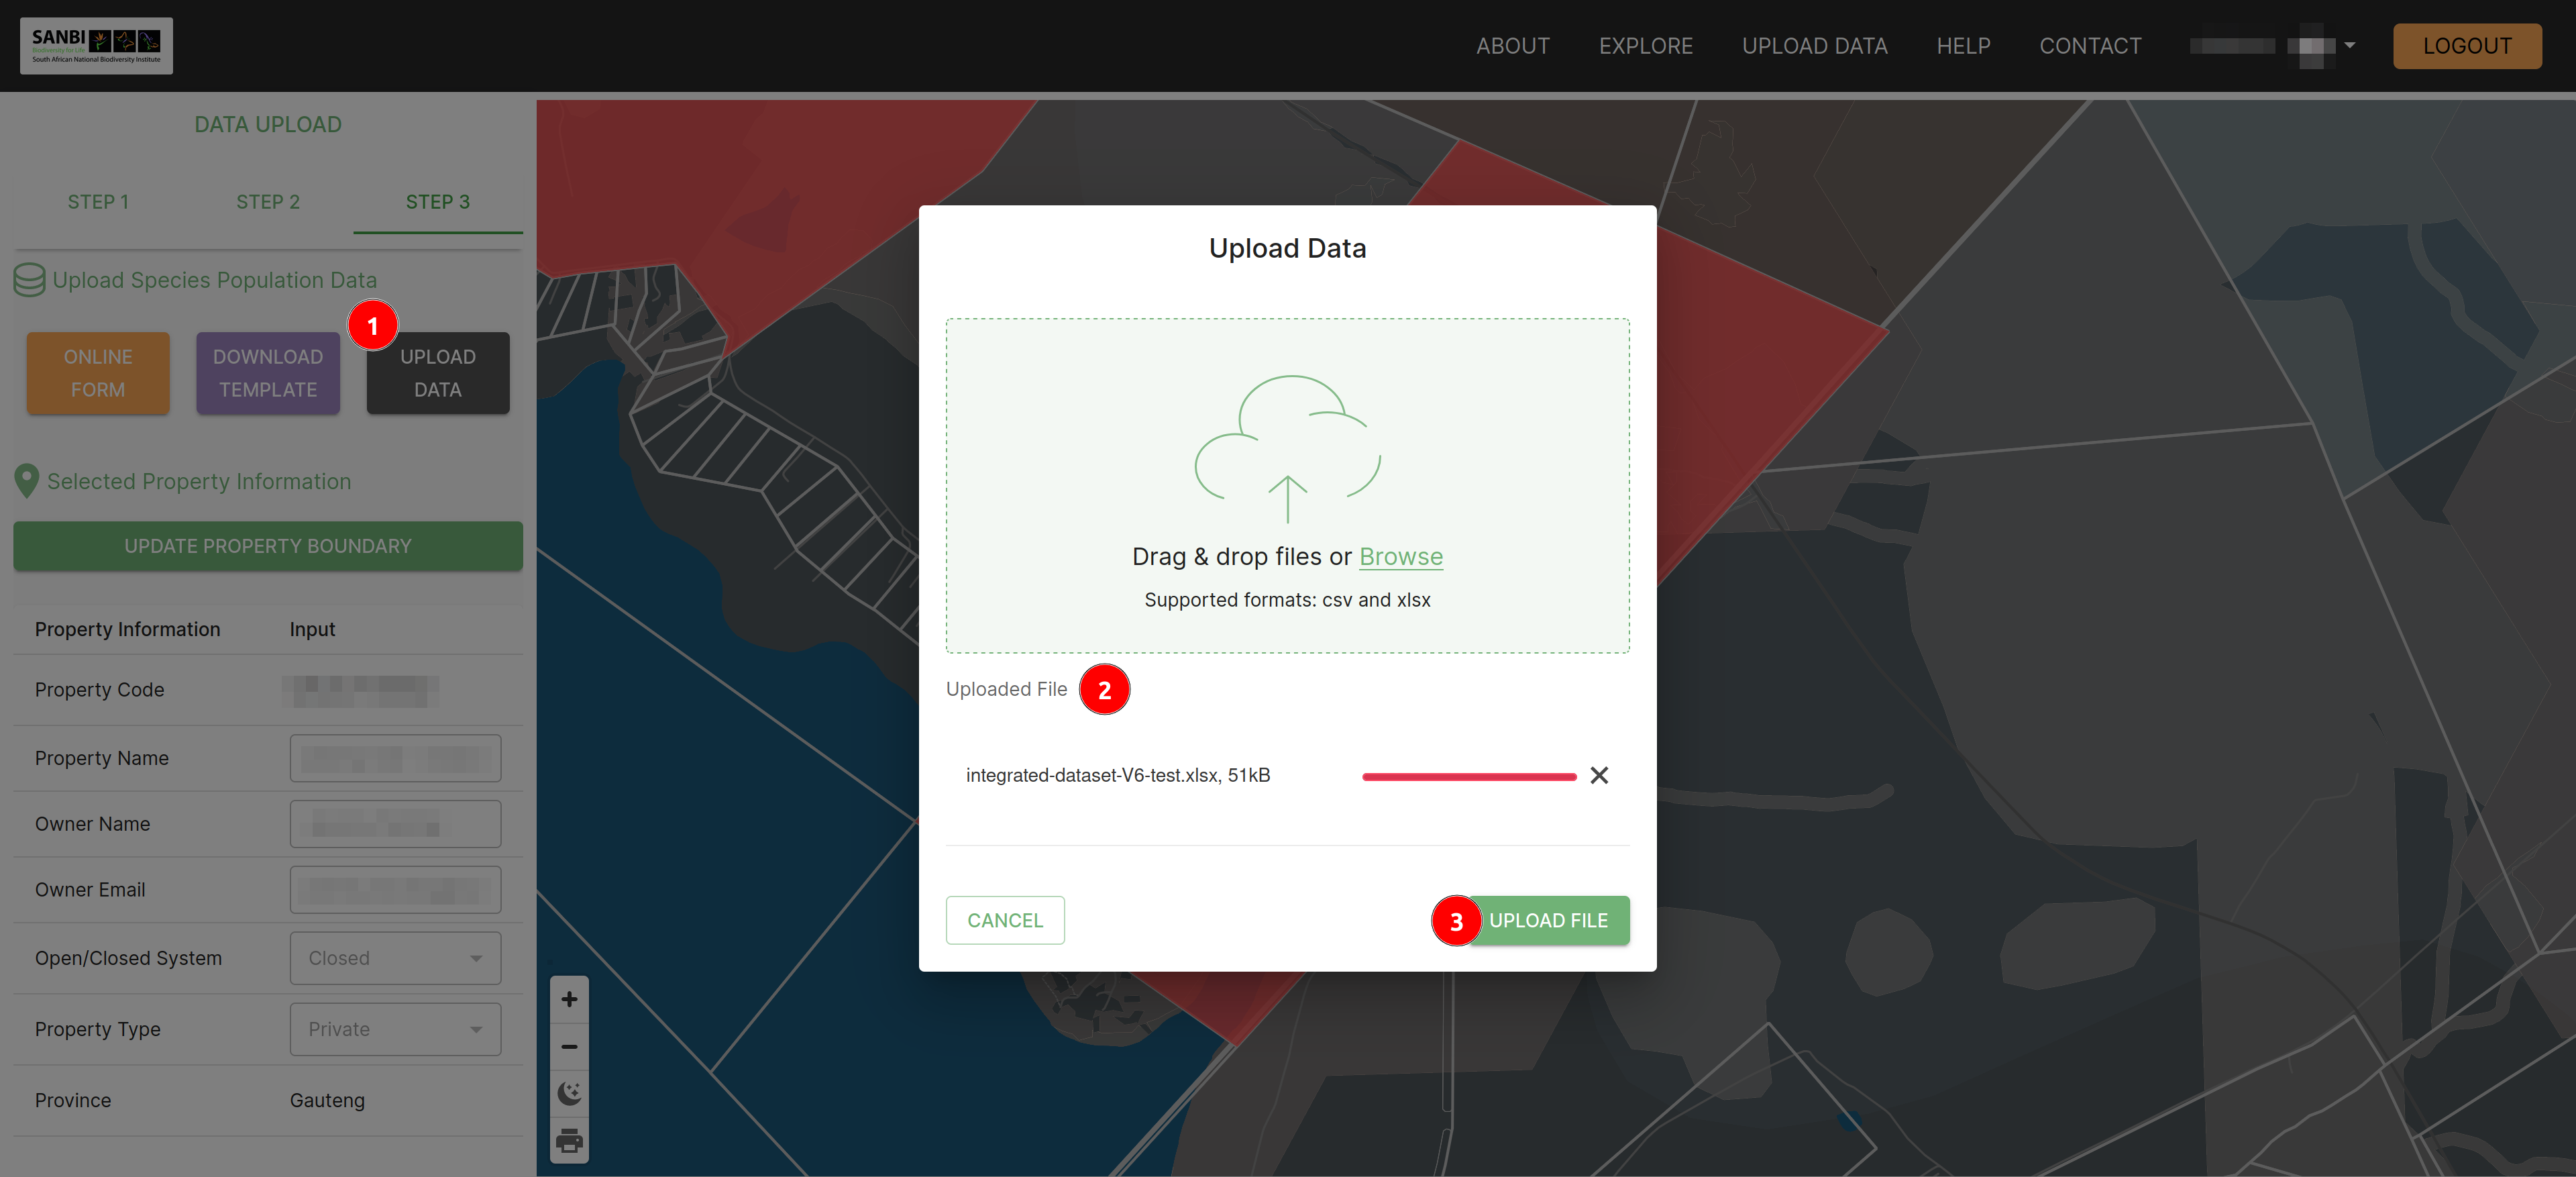 SANBI
Biodiversity for Life
South African National Biodiversity Institute
ABOUT
EXPLORE
UPLOAD DATA
HELP
CONTACT
LOGOUT
DATA UPLOAD
STEP 1
STEP 2
STEP 3
Upload Species Population Data
1
ONLINE
FORM
DOWNLOAD
TEMPLATE
UPLOAD
DATA
Selected Property Information
UPDATE PROPERTY BOUNDARY
Property Information
Input
Property Code
Property Name
Owner Name
Owner Email
Open/Closed System
Closed
Property Type
Private
Province
Gauteng
Upload Data
Drag & drop files or Browse
Supported formats: csv and xlsx
Uploaded File
2
integrated-dataset-V6-test.xlsx, 51kB
CANCEL
3
UPLOAD FILE